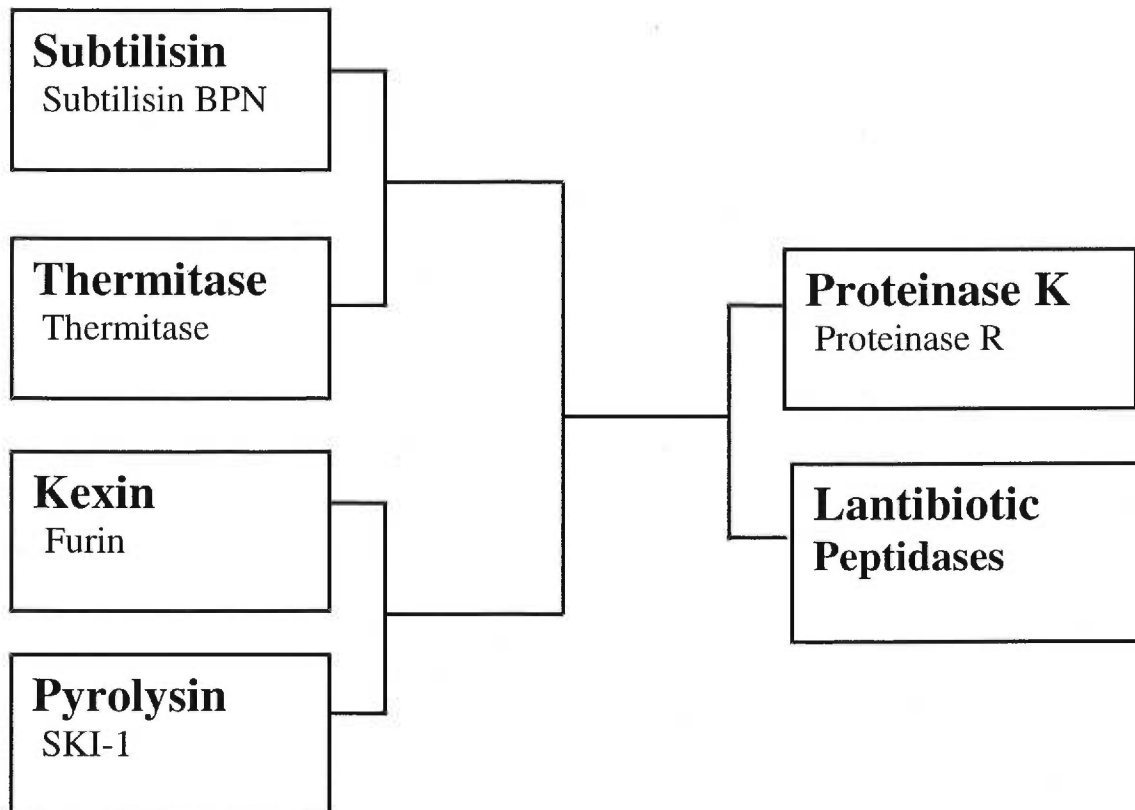 Subtilisin
Subtilisin BPN
Thermitase
Thermitase
Kexin
Furin
Pyrolysin
SKI-1
Proteinase K
Proteinase R
Lantibiotic
Peptidases